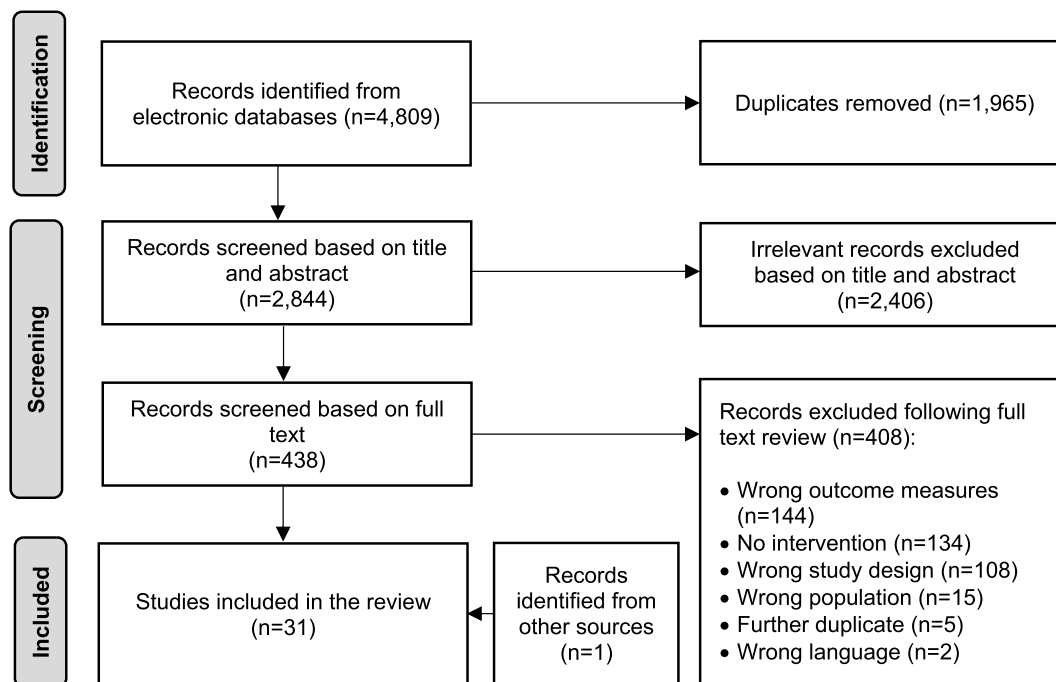 Identification
Records identified from
electronic databases (n=4,809)
Duplicates removed (n=1,965)
Screening
Records screened based on title
and abstract
(n=2,844)
Irrelevant records excluded
based on title and abstract
(n=2,406)
Records screened based on full
text
(n=438)
Records excluded following full
text review (n=408):
• Wrong outcome measures
(n=144)
• No intervention (n=134)
• Wrong study design (n=108)
• Wrong population (n=15)
• Further duplicate (n=5)
• Wrong language (n=2)
Included
Studies included in the review
(n=31)
Records
identified from
other sources
(n=1)